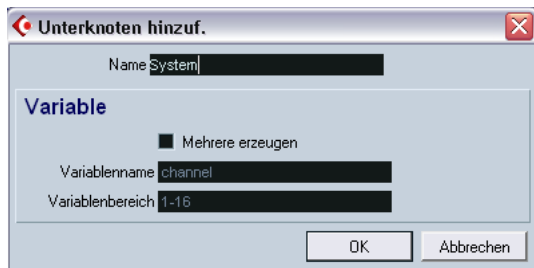 Unterknoten hinzuf.
Name System
Variable
Mehrere erzeugen
Variablenname channel
Variablenbereich 1-16
OK Abbrechen